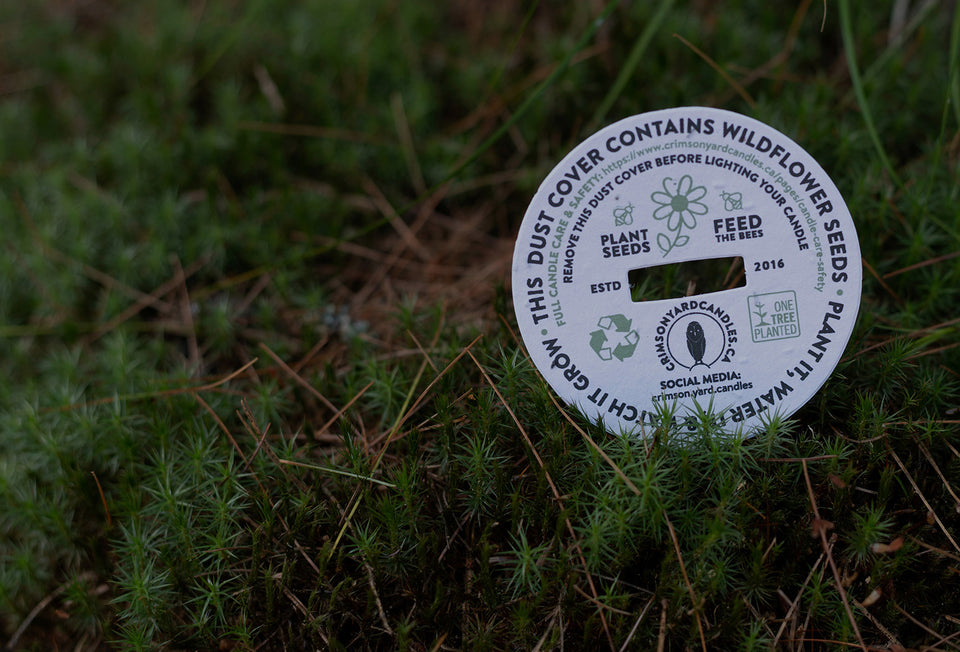 • THIS DUST COVER CONTAINS WILDFLOWER SEEDS • PLANT IT, WATER IT, WATCH IT GROW
FULL CANDLE CARE & SAFETY: https://www.crimsonyardcandles.ca/pages/candle-care-safety
REMOVE THIS DUST COVER BEFORE LIGHTING YOUR CANDLE
PLANT
SEEDS
FEED
THE BEES
ESTD
2016
ONE
TREE
PLANTED
CRIMSONYARDCANDLES.CA
SOCIAL MEDIA:
crimson.yard.candles